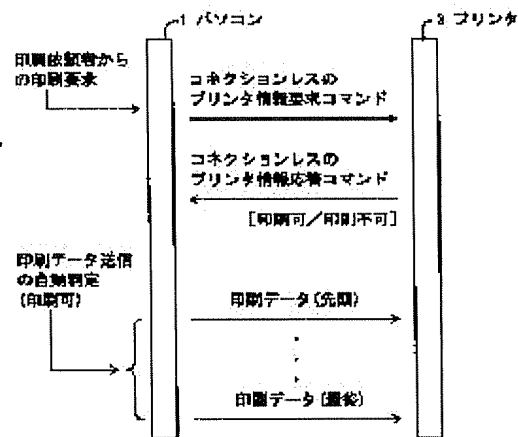 1 パソコン
3 プリンタ
印刷依頼者から
の印刷要求
コネクションレスの
プリンタ情報要求コマンド
コネクションレスの
プリンタ情報応答コマンド
[印刷可/印刷不可]
印刷データ送信
の自動判定
(印刷可)
印刷データ(先頭)
印刷データ(最後)